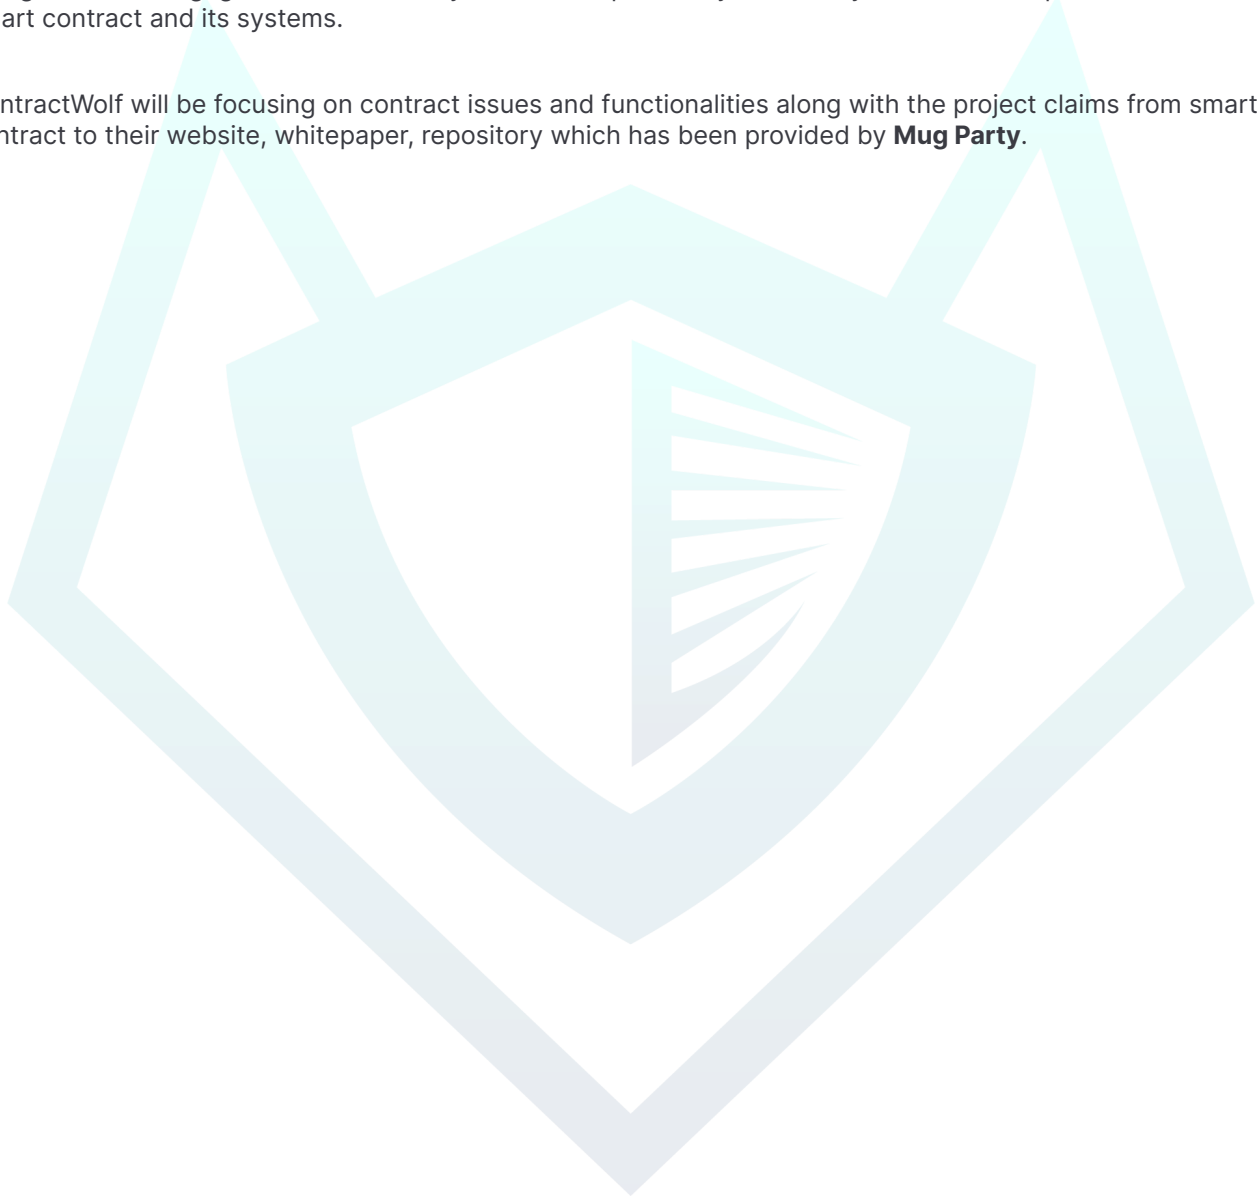 art contract and its systems.
ntractWolf will be focusing on contract issues and functionalities along with the project claims from smart
ntract to their website, whitepaper, repository which has been provided by Mug Party.